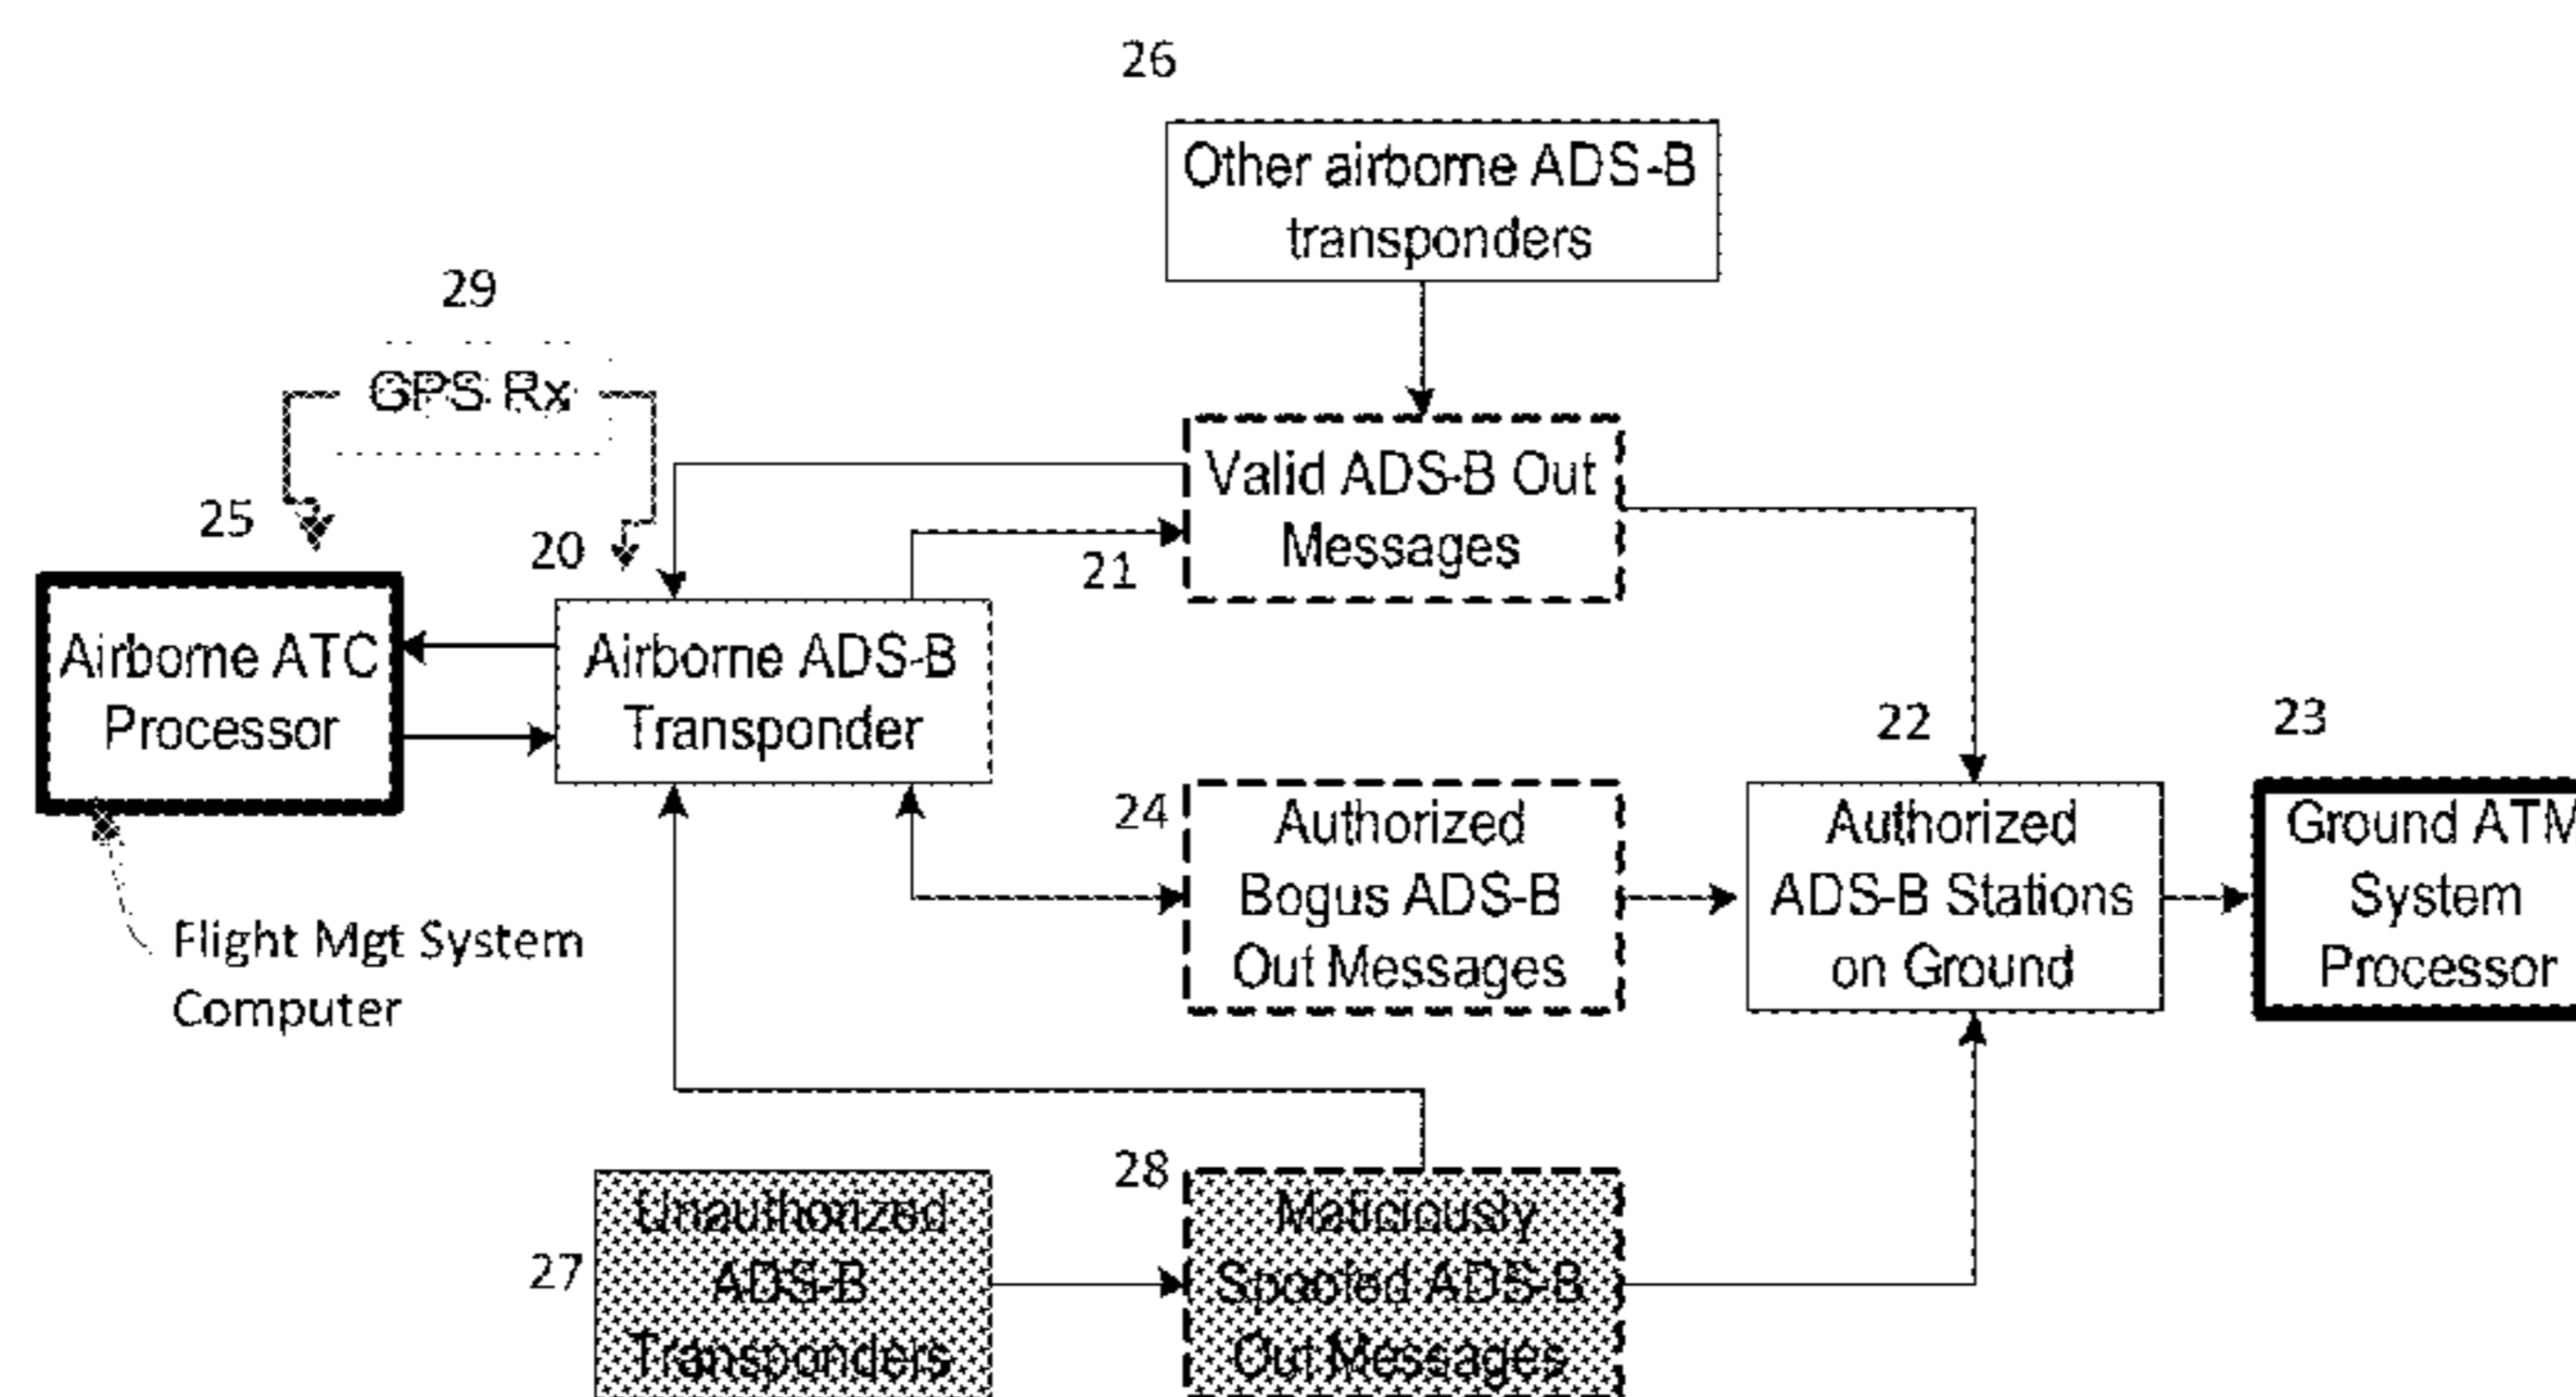 26
Other airborne ADS-B
transponders
29
GPS Rx
Valid ADS-B Out
Messages
25
20
21
Airborne ATC
Processor
Airborne ADS-B
Transponder
22
23
24
Authorized
Bogus ADS-B
Out Messages
Authorized
ADS-B Stations
on Ground
Ground ATM
System
Processor
Flight Mgt System
Computer
28
27
Unauthorized
ADS-B
Transponders
Maliciously
Spoofed ADS-B
Out Messages